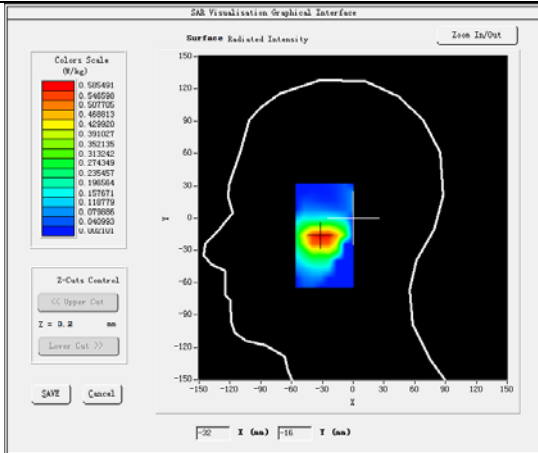 SAR Visualisation Graphical Interface
Surface Radiated Intensity
Zoom In/Out
Colors Scale
(W/kg)
0.585491
0.546598
0.507705
0.468813
0.429920
0.391027
0.352135
0.313242
0.274349
0.235457
0.196564
0.157671
0.118779
0.079886
0.040993
0.002101
Z-Cuts Control
<< Upper Cut
Z = 0.2 mm
Lower Cut >>
SAVE Cancel
150
120
90
60
30
0
-30
-60
-90
-120
-150
Y
-150 -120 -90 -60 -30 0 30 60 90 120 150
X
-32 X (mm) -16 Y (mm)